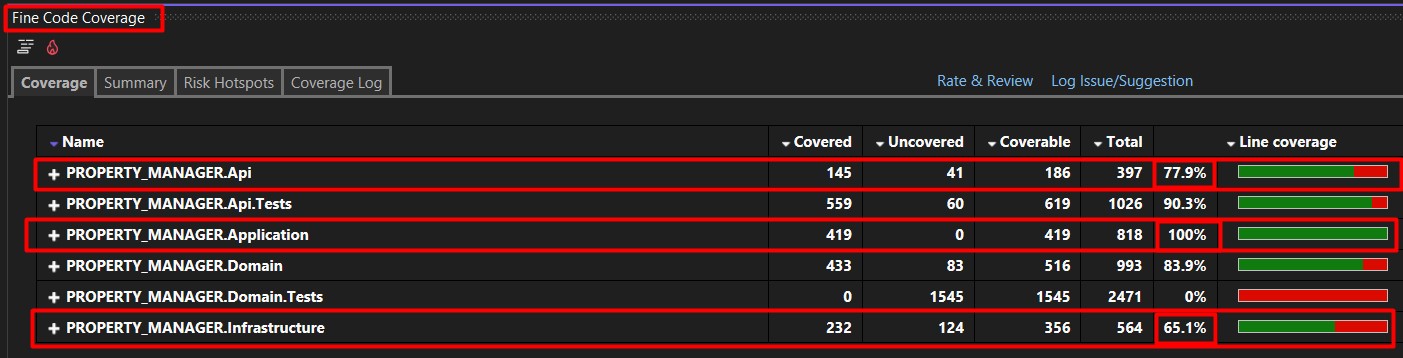 Fine Code Coverage
Coverage Summary Risk Hotspots Coverage Log Rate & Review Log Issue/Suggestion
Name Covered Uncovered Coverable Total Line coverage
PROPERTY_MANAGER.Api 145 41 186 397 77.9%
PROPERTY_MANAGER.Api.Tests 559 60 619 1026 90.3%
PROPERTY_MANAGER.Application 419 0 419 818 100%
PROPERTY_MANAGER.Domain 433 83 516 993 83.9%
PROPERTY_MANAGER.Domain.Tests 0 1545 1545 2471 0%
PROPERTY_MANAGER.Infrastructure 232 124 356 564 65.1%